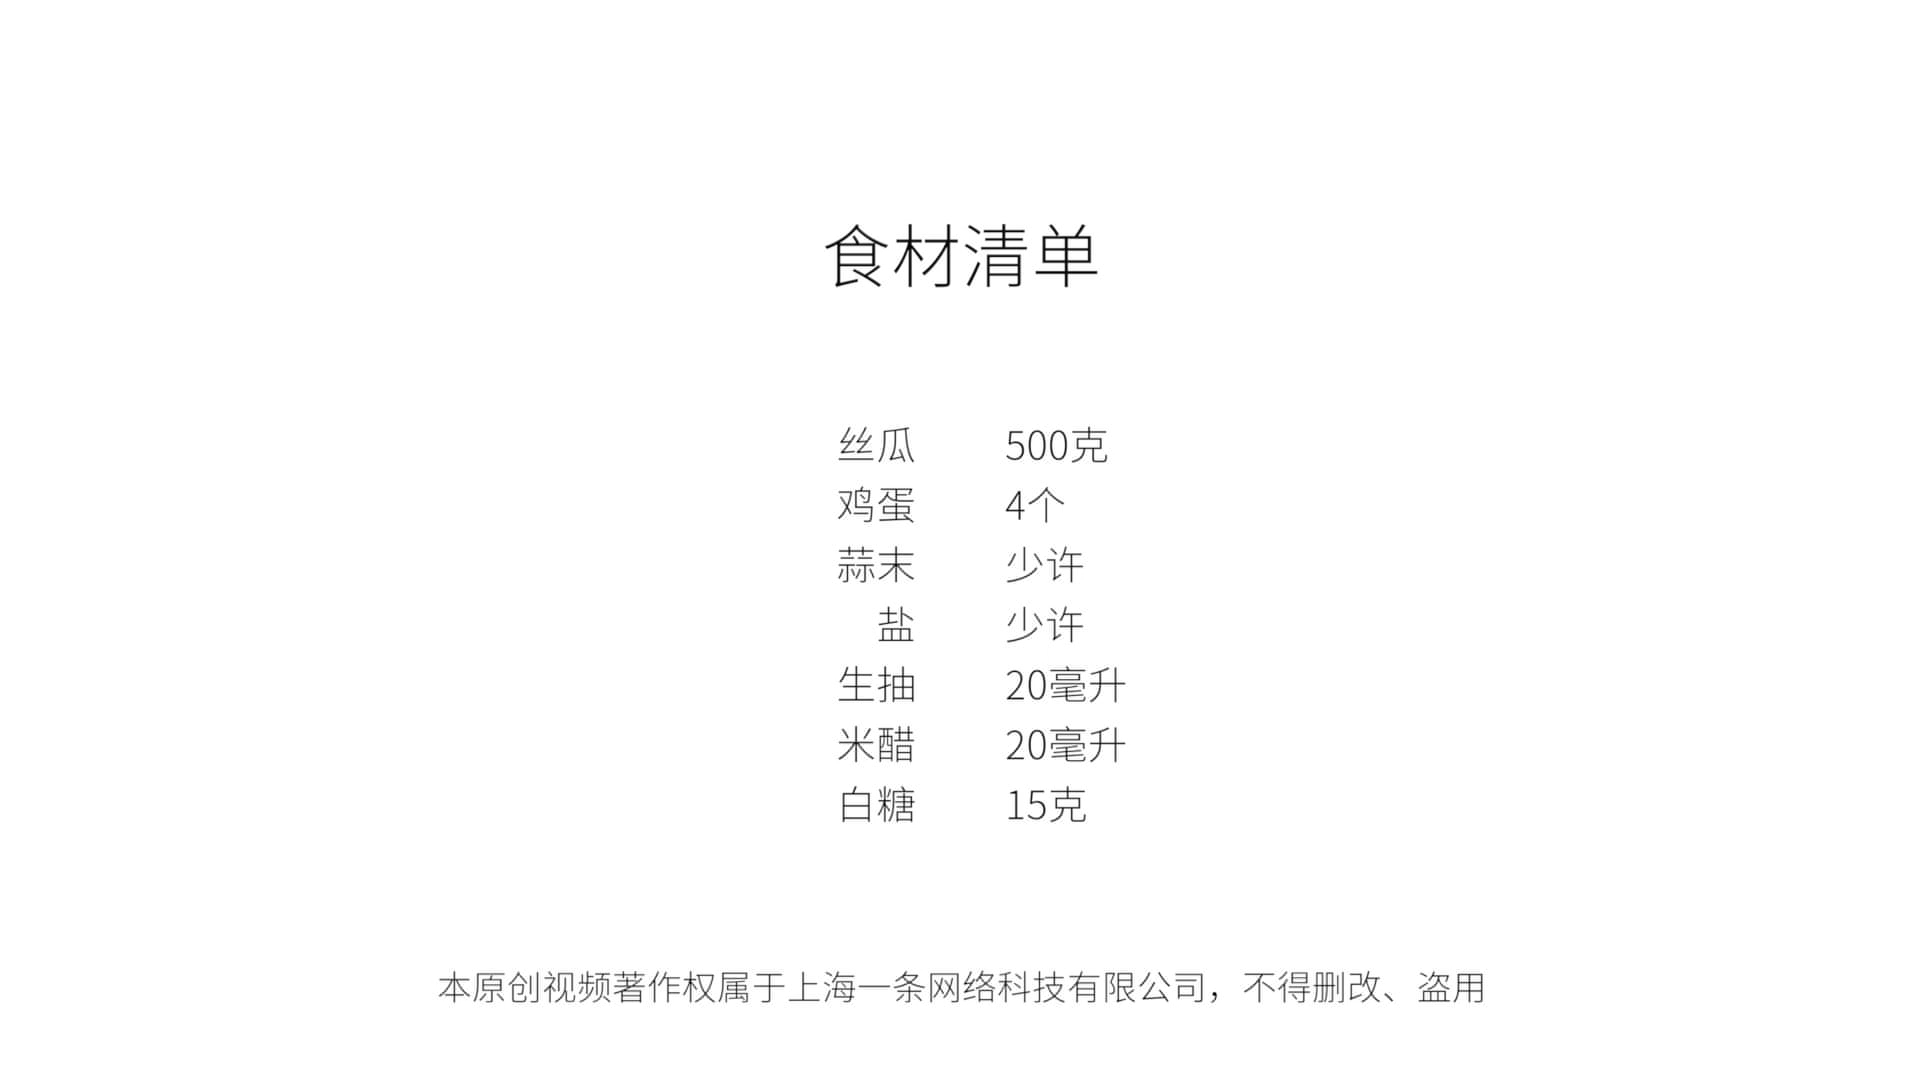 食材清单
丝瓜 500克
鸡蛋 4个
蒜末 少许
盐 少许
生抽 20毫升
米醋 20毫升
白糖 15克
本原创视频著作权属于上海一条网络科技有限公司，不得删改、盗用